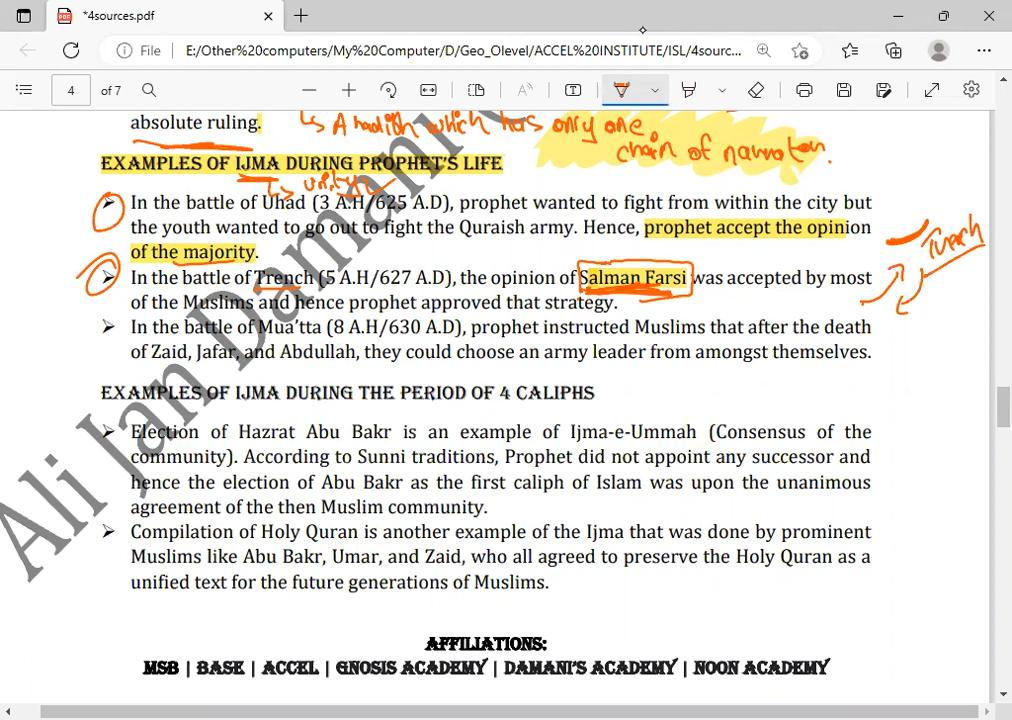 *4sources.pdf
File
E:/Other%20computers/My%20Computer/D/Geo_Olevel/ACCEL%20INSTITUTE/ISL/4sourc...
4
of 7
absolute ruling.
A hadith which has only one
chain of narrator.
EXAMPLES OF IJMA DURING PROPHET'S LIFE
unity
In the battle of Uhad (3 A.H/625 A.D), prophet wanted to fight from within the city but
the youth wanted to go out to fight the Quraish army. Hence, prophet accept the opinion
of the majority.
Trench
In the battle of Trench (5 A.H/627 A.D), the opinion of Salman Farsi was accepted by most
of the Muslims and hence prophet approved that strategy.
In the battle of Mua'tta (8 A.H/630 A.D), prophet instructed Muslims that after the death
of Zaid, Jafar, and Abdullah, they could choose an army leader from amongst themselves.
EXAMPLES OF IJMA DURING THE PERIOD OF 4 CALIPHS
Election of Hazrat Abu Bakr is an example of Ijma-e-Ummah (Consensus of the
community). According to Sunni traditions, Prophet did not appoint any successor and
hence the election of Abu Bakr as the first caliph of Islam was upon the unanimous
agreement of the then Muslim community.
Compilation of Holy Quran is another example of the Ijma that was done by prominent
Muslims like Abu Bakr, Umar, and Zaid, who all agreed to preserve the Holy Quran as a
unified text for the future generations of Muslims.
Ali Jan Damani
AFFILIATIONS:
MSB | BASE | ACCEL | GNOSIS ACADEMY | DAMANI'S ACADEMY | NOON ACADEMY